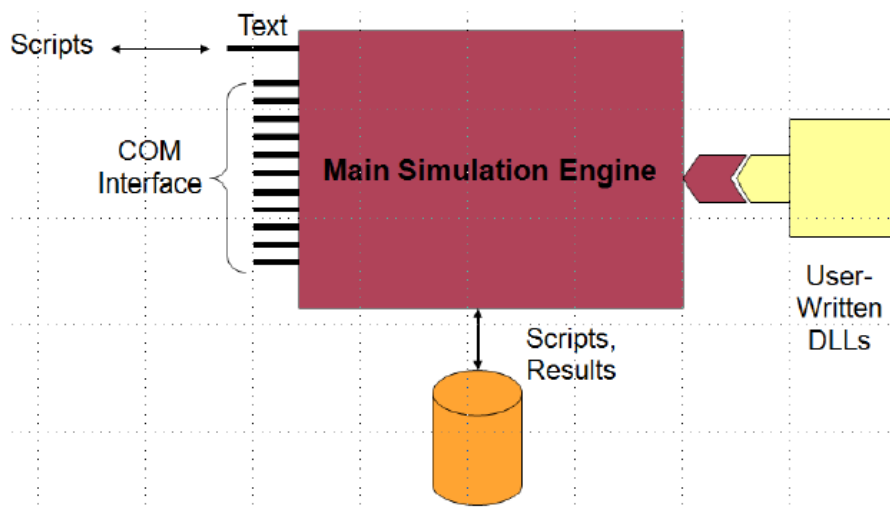 Text
Scripts
COM
Interface
Main Simulation Engine
User-
Written
DLLs
Scripts,
Results